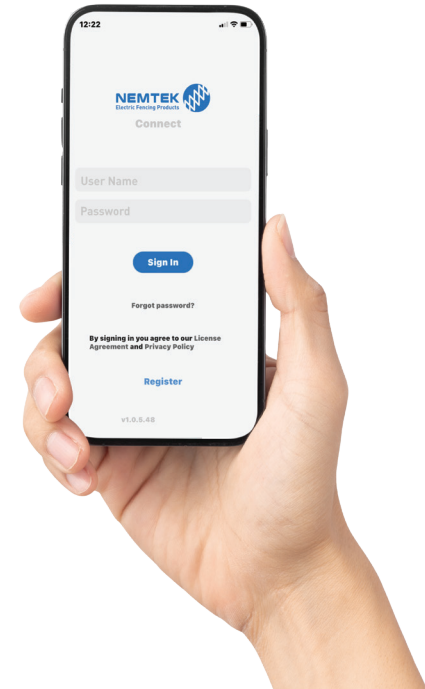 12:22
NEMTEK
Electric Fencing Products
Connect
User Name
Password
Sign In
Forgot password?
By signing in you agree to our License
Agreement and Privacy Policy
Register
v1.0.5.48